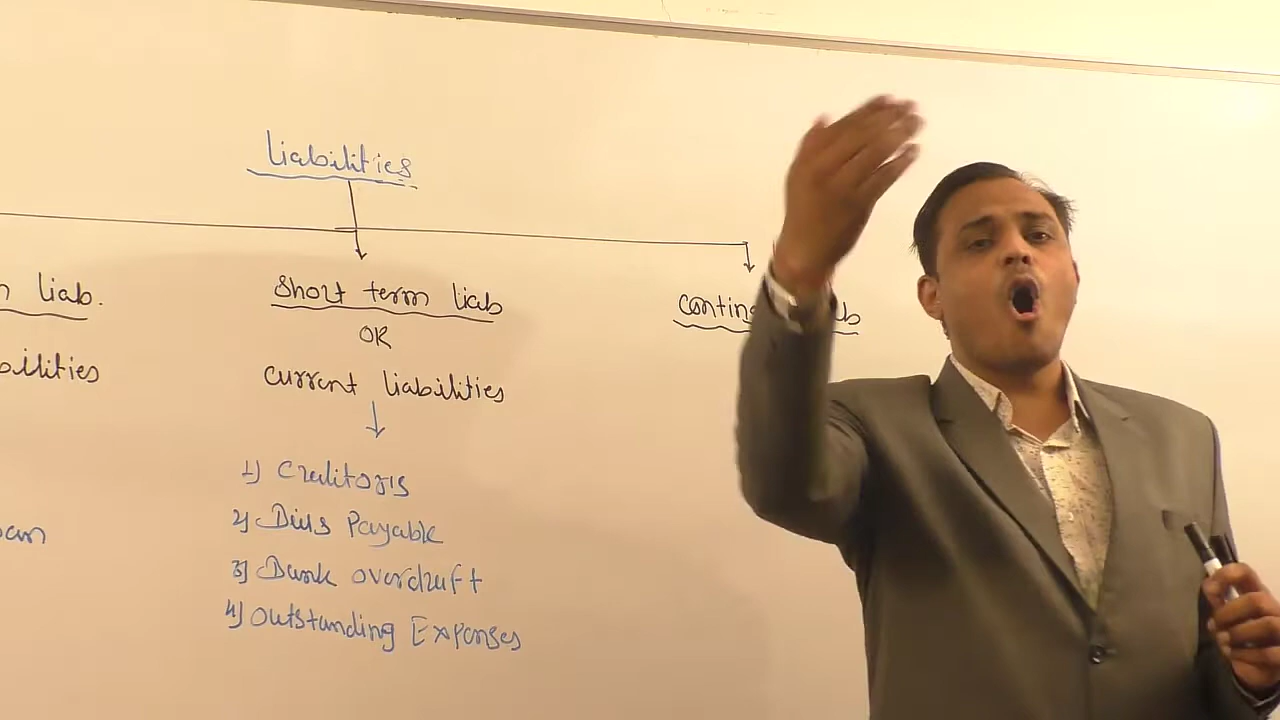 Liabilities
liab.
Short term liab
OR
Current liabilities
1) Creditors
2) Bills Payable
3) Bank overdraft
4) Outstanding Expenses